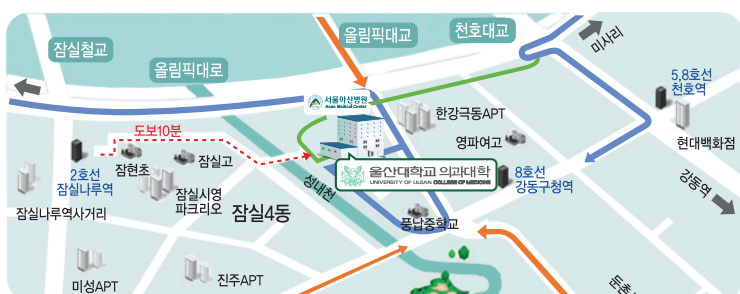 잠실철교
올림픽대로
올림픽대교
천호대교
미사리
서울아산병원
Asan Medical Center
한강극동APT
영파여고
5,8호선
천호역
현대백화점
강동역
도보10분
2호선
잠실나루역
잠현초
잠실고
잠실시영
파크리오
잠실나루역사거리
잠실4동
성내천
울산대학교 의과대학
UNIVERSITY OF ULSAN COLLEGE OF MEDICINE
8호선
강동구청역
풍납중학교
미성APT
진주APT